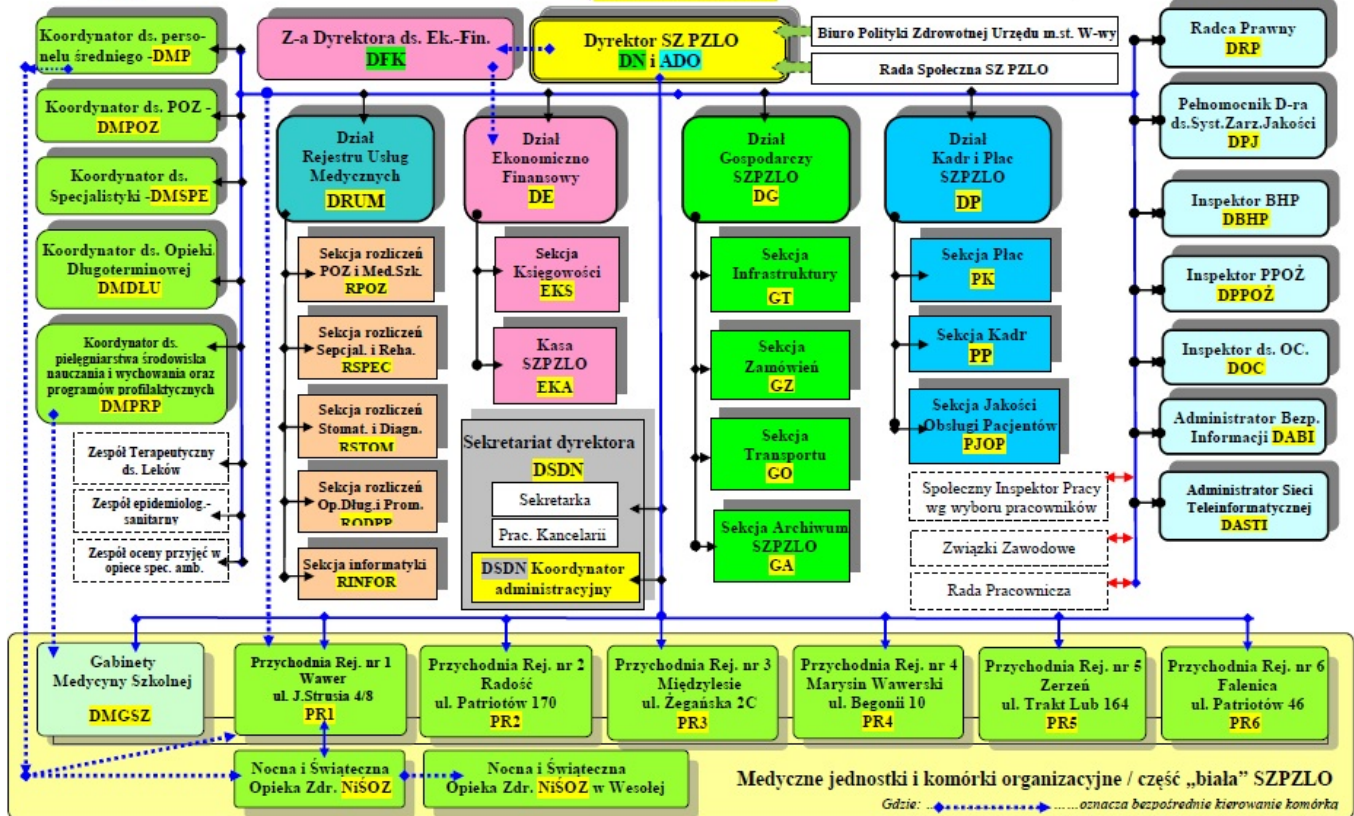 Koordynator ds. perso-
nelu średniego -DMP
Z-a Dyrektora ds. Ek.-Fin.
DFK
Dyrektor SZ PZLO
DN i ADO
Biuro Polityki Zdrowotnej Urzędu m.st. W-wy
Rada Społeczna SZ PZLO
Radca Prawny
DRP
Koordynator ds. POZ -
DMPOZ
Koordynator ds.
Specjalistyki -DMSPE
Koordynator ds. Opieki.
Długoterminowej
DMDLU
Koordynator ds.
pielęgniarstwa środowiska
nauczania i wychowania oraz
programów profilaktycznych
DMPRP
Zespół Terapeutyczny
ds. Leków
Zespół epidemiolog.-
sanitarny
Zespół oceny przyjęć w
opiece spec. amb.
Dział
Rejestru Usług
Medycznych
DRUM
Sekcja rozliczeń
POZ i Med.Szk.
RPOZ
Sekcja rozliczeń
Sepcjal. i Reha.
RSPEC
Sekcja rozliczeń
Stomat. i Diagn.
RSTOM
Sekcja rozliczeń
Op.Dług.i Prom.
RODPP
Sekcja informatyki
RINFOR
Dział
Ekonomiczno
Finansowy
DE
Sekcja
Księgowości
EKS
Kasa
SZPZLO
EKA
Sekretariat dyrektora
DSDN
Sekretarka
Prac. Kancelarii
DSDN Koordynator
administracyjny
Dział
Gospodarczy
SZPZLO
DG
Sekcja
Infrastruktury
GT
Sekcja
Zamówień
GZ
Sekcja
Transportu
GO
Sekcja Archiwum
SZPZLO
GA
Dział
Kadr i Płac
SZPZLO
DP
Sekcja Płac
PK
Sekcja Kadr
PP
Sekcja Jakości
Obsługi Pacjentów
PJOP
Społeczny Inspektor Pracy
wg wyboru pracowników
Związki Zawodowe
Rada Pracownicza
Pełnomocnik D-ra
ds.Syst.Zarz.Jakości
DPJ
Inspektor BHP
DBHP
Inspektor PPOŻ
DPPOŻ
Inspektor ds. OC.
DOC
Administrator Bezp.
Informacji DABI
Administrator Sieci
Teleinformatycznej
DASTI
Gabinety
Medycyny Szkolnej
DMGSZ
Przychodnia Rej. nr 1
Wawer
ul. J.Strusia 4/8
PR1
Przychodnia Rej. nr 2
Radość
ul. Patriotów 170
PR2
Przychodnia Rej. nr 3
Międzylesie
ul. Żegańska 2C
PR3
Przychodnia Rej. nr 4
Marysin Wawerski
ul. Begonii 10
PR4
Przychodnia Rej. nr 5
Zerzeń
ul. Trakt Lub 164
PR5
Przychodnia Rej. nr 6
Falenica
ul. Patriotów 46
PR6
Nocna i Świąteczna
Opieka Zdr. NiŚOZ
Nocna i Świąteczna
Opieka Zdr. NiŚOZ w Wesołej
Medyczne jednostki i komórki organizacyjne / część „biała” SZPZLO
Gdzie: ... ......oznacza bezpośrednie kierowanie komórką